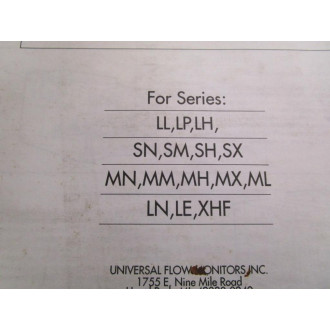 For Series:
LL,LP,LH,
SN,SM,SH,SX
MN,MM,MH,MX,ML
LN,LE,XHF
UNIVERSAL FLOW MONITORS, INC.
1755 E. Nine Mile Road